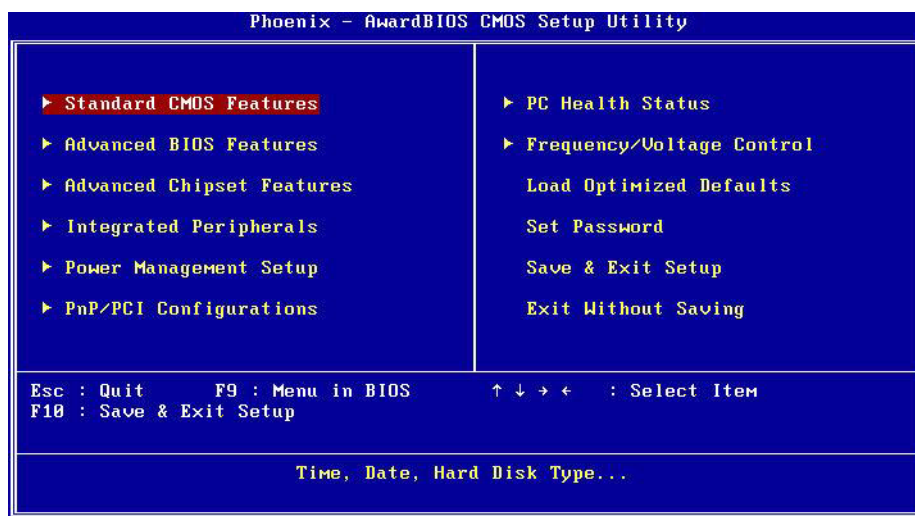 Phoenix - AwardBIOS CMOS Setup Utility
► Standard CMOS Features
► Advanced BIOS Features
► Advanced Chipset Features
► Integrated Peripherals
► Power Management Setup
► PnP/PCI Configurations
► PC Health Status
► Frequency/Voltage Control
Load Optimized Defaults
Set Password
Save & Exit Setup
Exit Without Saving
Esc : Quit F9 : Menu in BIOS ↑ ↓ → ← : Select Item
F10 : Save & Exit Setup
Time, Date, Hard Disk Type...